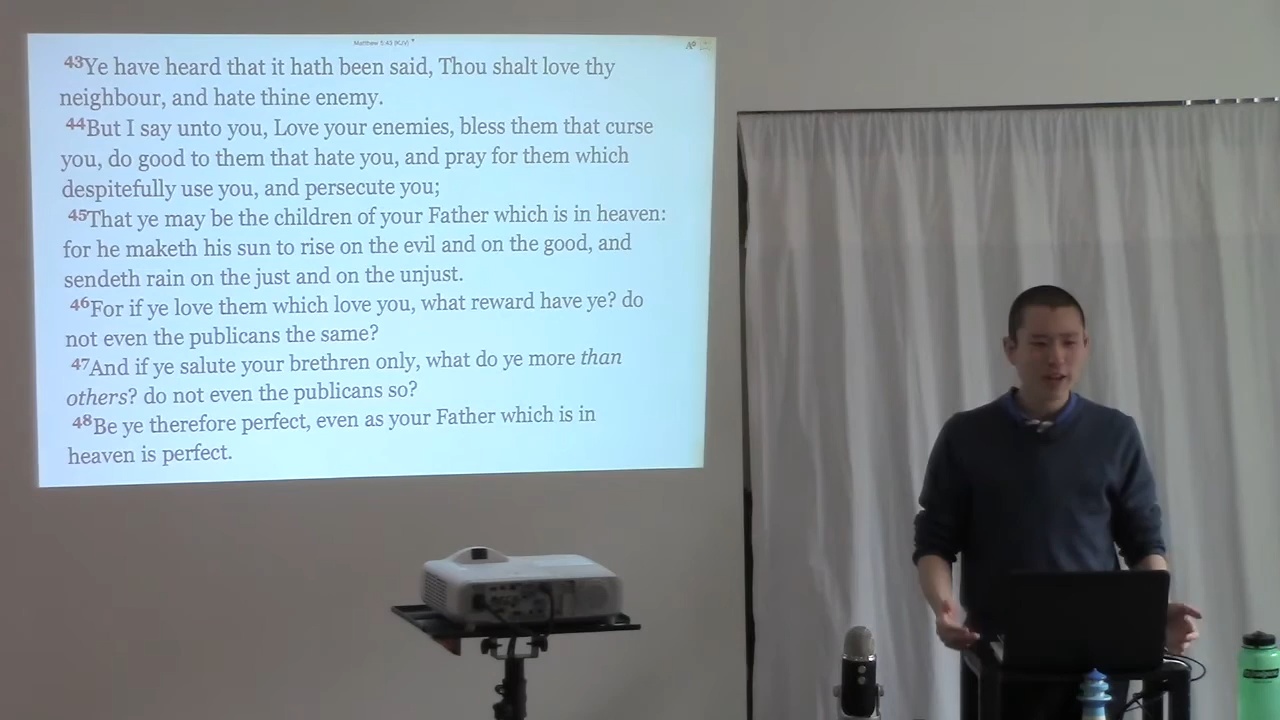 Matthew 5:43 (KJV)
43Ye have heard that it hath been said, Thou shalt love thy
neighbour, and hate thine enemy.
44But I say unto you, Love your enemies, bless them that curse
you, do good to them that hate you, and pray for them which
despitefully use you, and persecute you;
45That ye may be the children of your Father which is in heaven:
for he maketh his sun to rise on the evil and on the good, and
sendeth rain on the just and on the unjust.
46For if ye love them which love you, what reward have ye? do
not even the publicans the same?
47And if ye salute your brethren only, what do ye more than
others? do not even the publicans so?
48Be ye therefore perfect, even as your Father which is in
heaven is perfect.